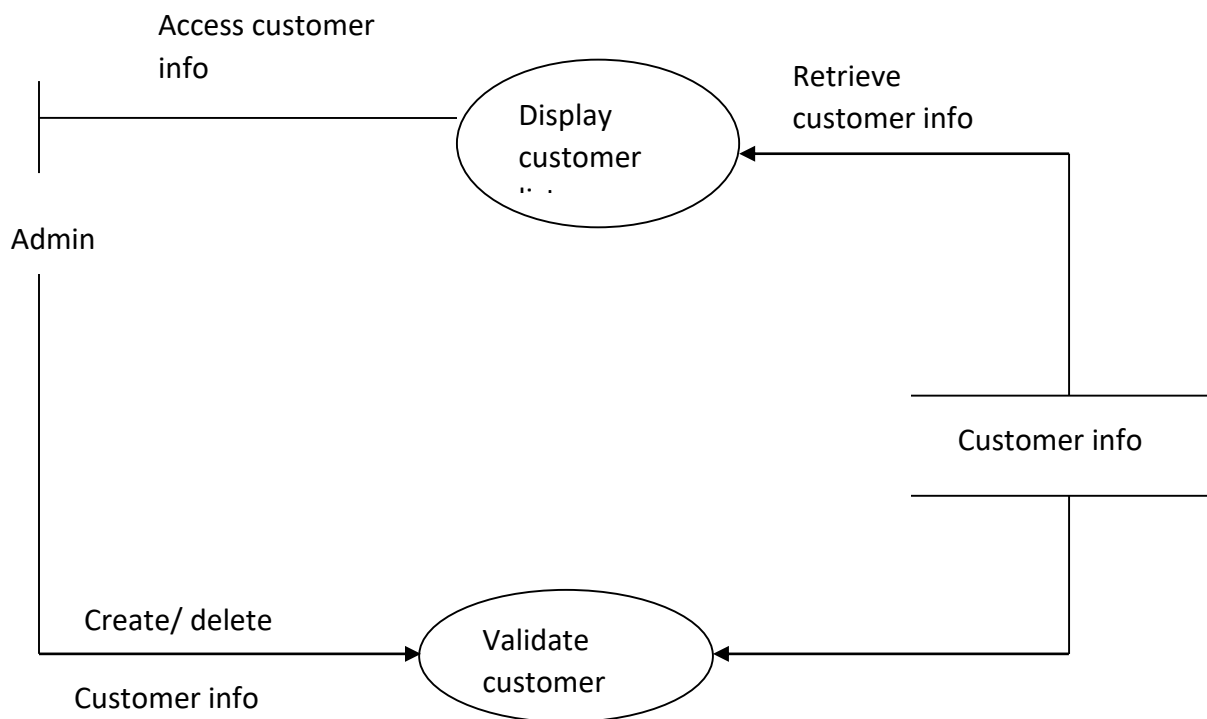 Access customer
info
Retrieve
customer info
Display
customer
Admin
Customer info
Create/ delete
Validate
customer
Customer info